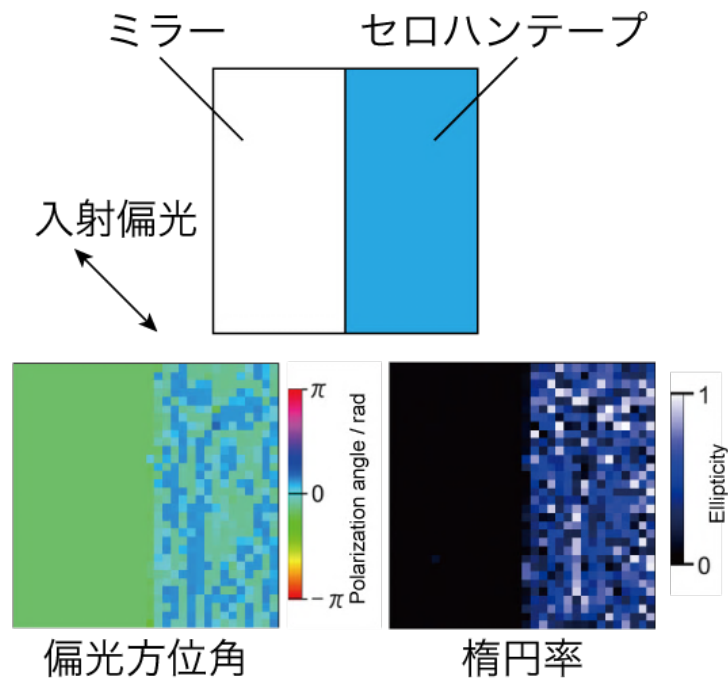 ミラー
セロハンテープ
入射偏光
π
0
-π
Polarization angle / rad
1
0
Ellipticity
偏光方位角
楕円率